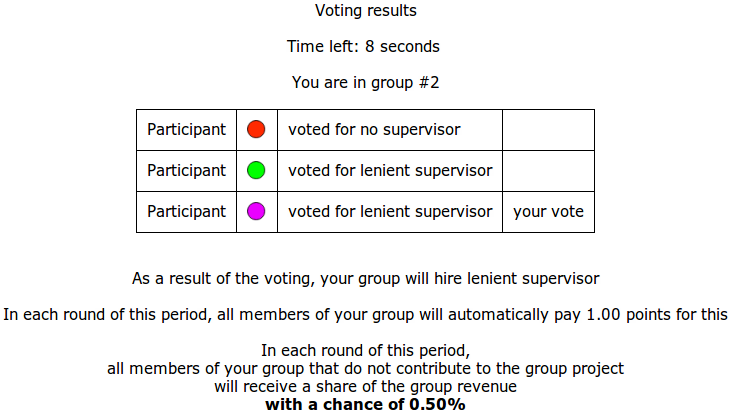 Voting results
Time left: 8 seconds
You are in group #2
Participant voted for no supervisor
Participant voted for lenient supervisor
Participant voted for lenient supervisor your vote
As a result of the voting, your group will hire lenient supervisor
In each round of this period, all members of your group will automatically pay 1.00 points for this
In each round of this period,
all members of your group that do not contribute to the group project
will receive a share of the group revenue
with a chance of 0.50%